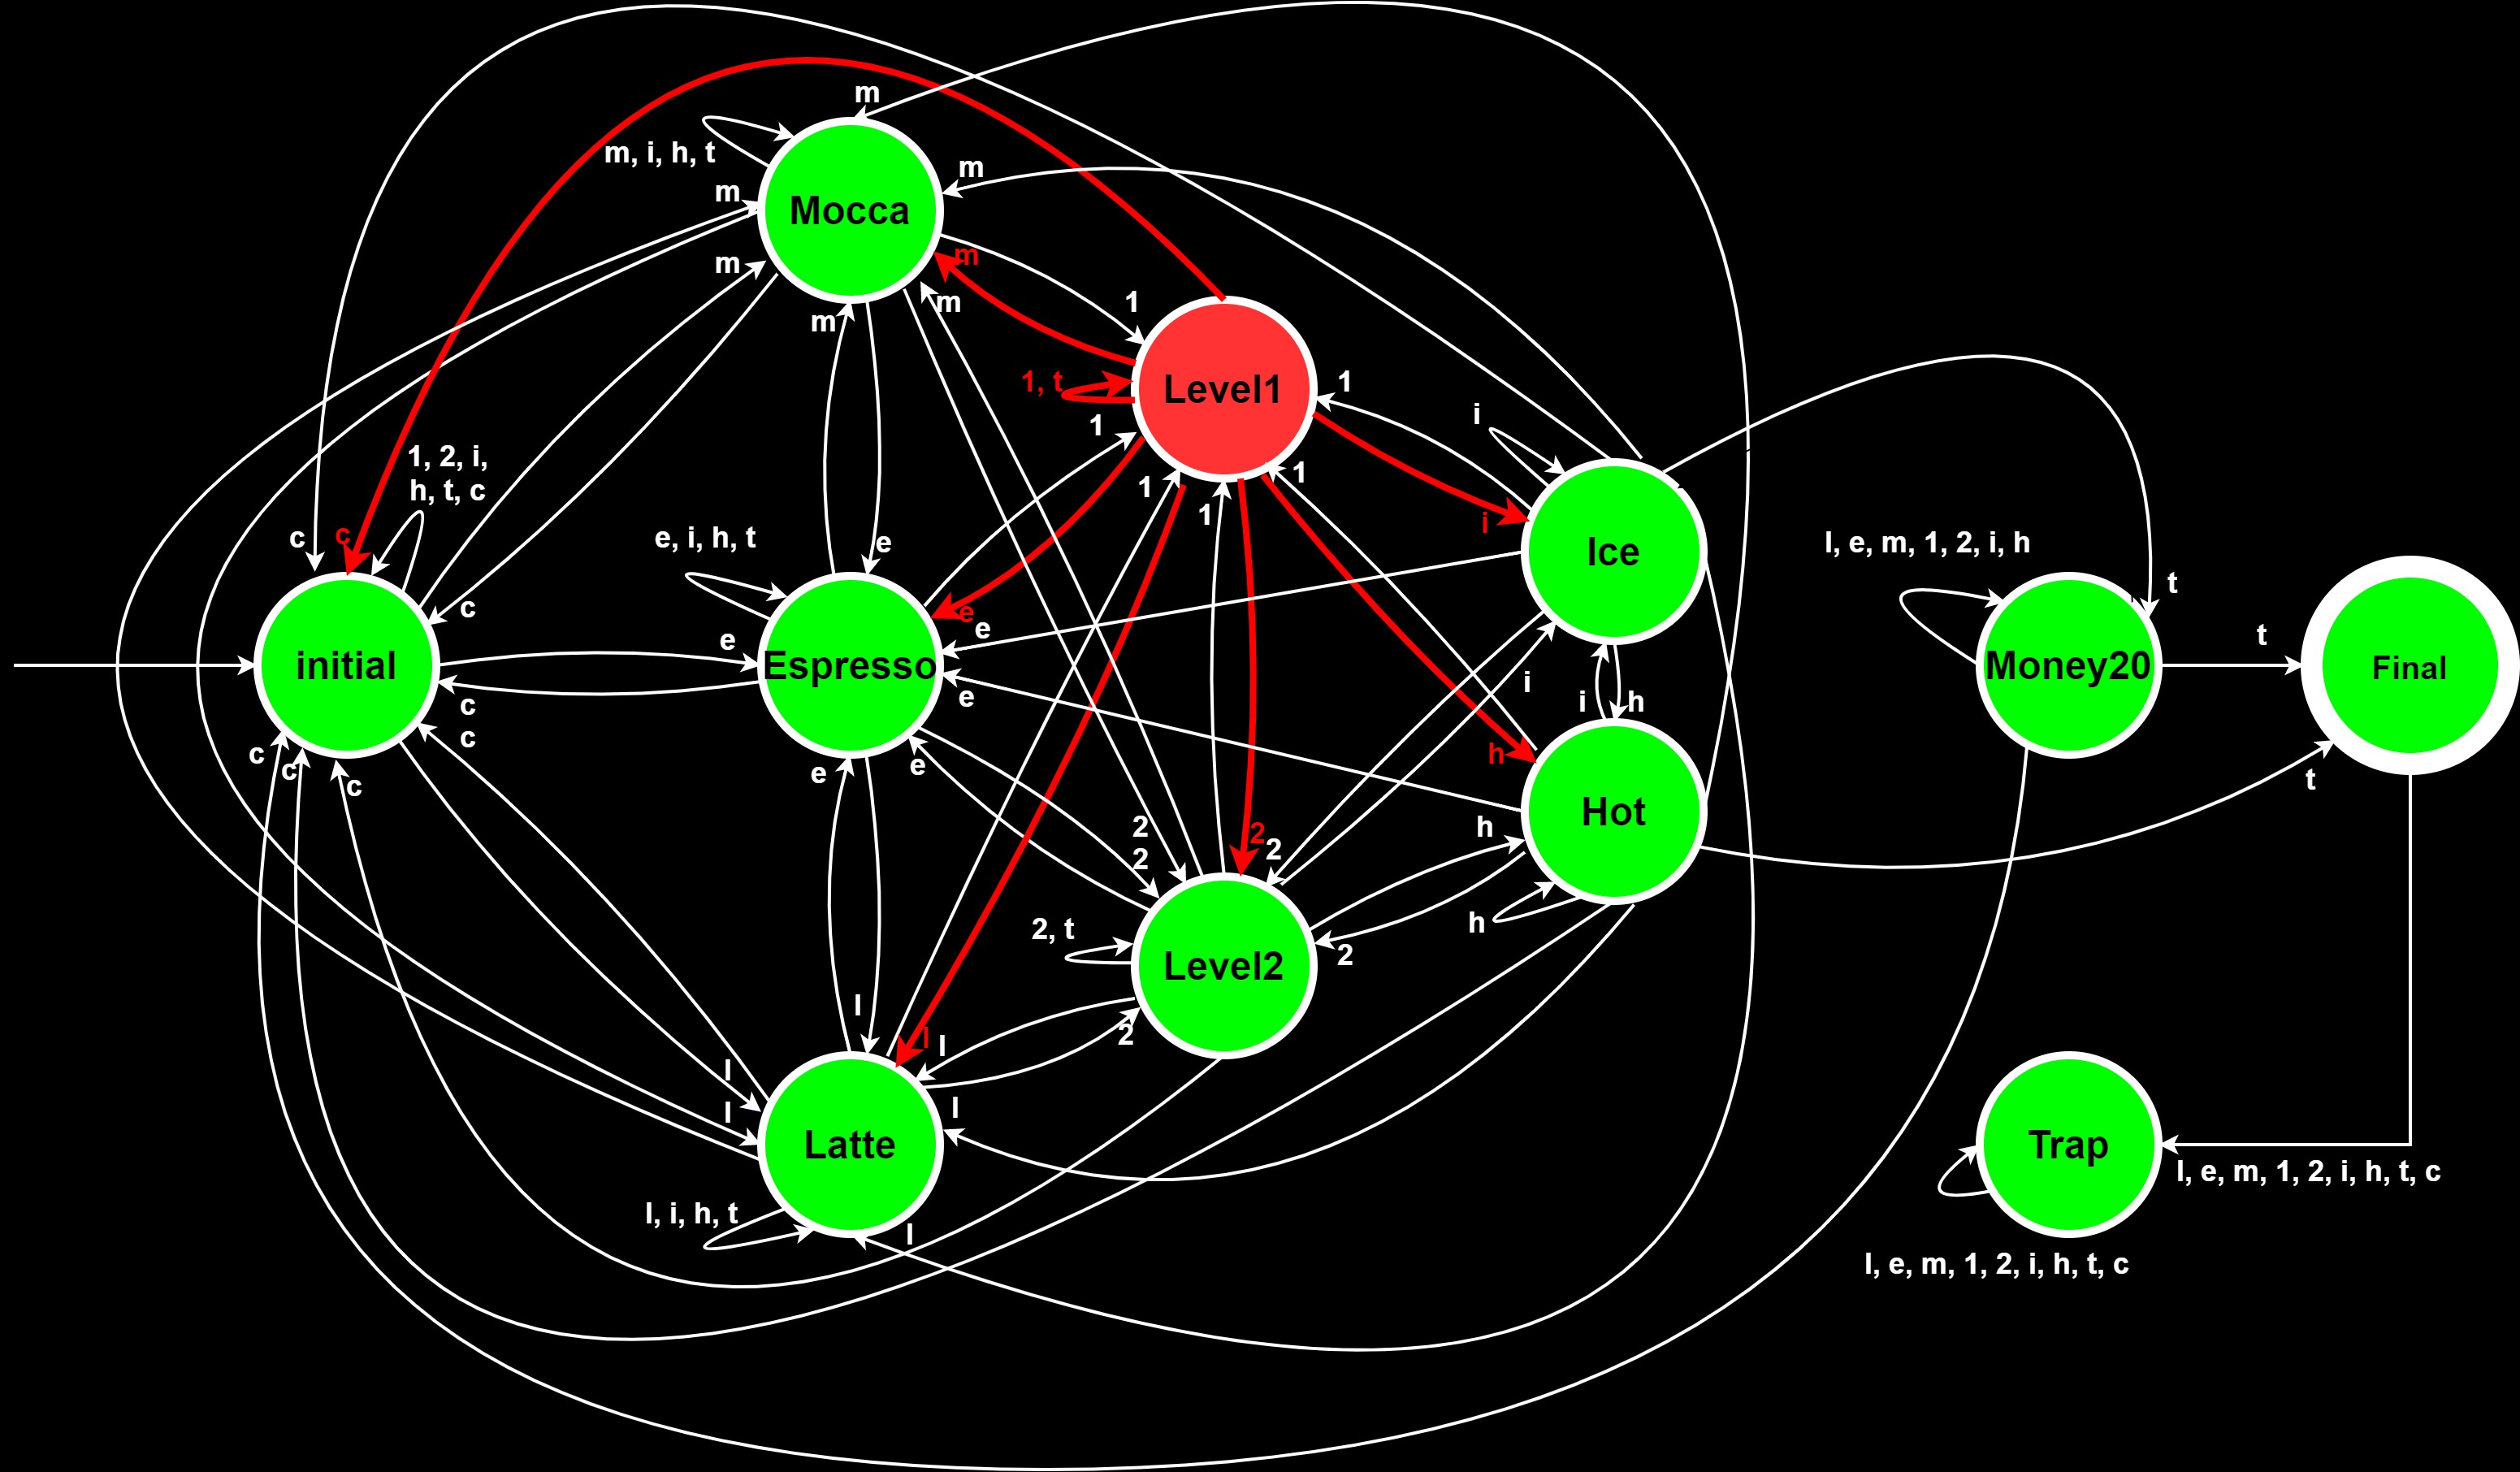 m
m, i, h, t
m
m
Mocca
m
m
m
m
m
1
1, t
Level1
1
1
1
1
1
i
i
Ice
1, 2, i,
h, t, c
c
c
c
initial
c
c
c
c
c
e, i, h, t
e
e
Espresso
e
e
e
e
e
i
i
h
h
Hot
h
h
2
2
2
2
2, t
Level2
2
2
l
l
l
l
l
l
Latte
l
l, i, h, t
l
l, e, m, 1, 2, i, h
t
Money20
t
Final
t
Trap
l, e, m, 1, 2, i, h, t, c
l, e, m, 1, 2, i, h, t, c